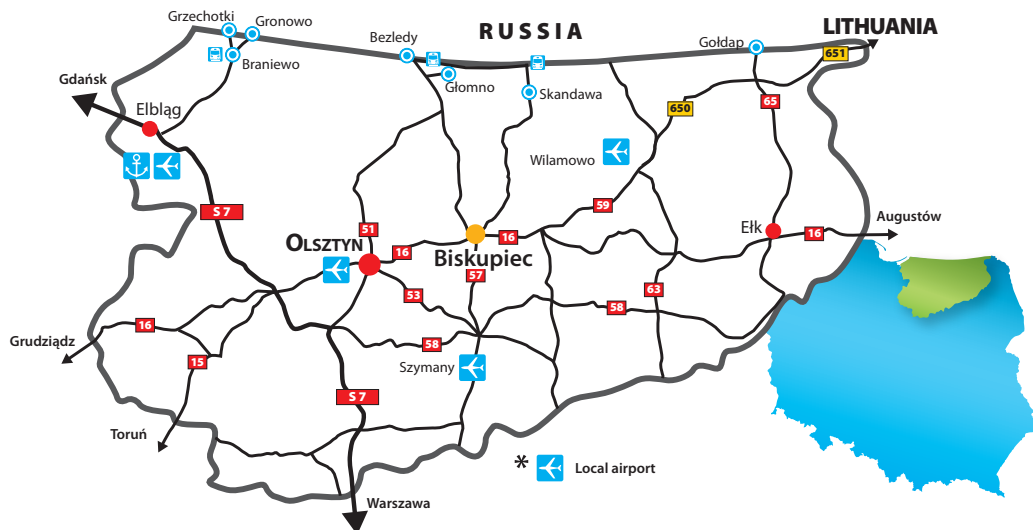 Grzechotki
Gronowo
Bezledy
RUSSIA
Gołdap
LITHUANIA
651
Braniewo
Głomno
Skandawa
Gdańsk
Elbląg
65
650
Wilamowo
S 7
51
59
OLSZTYN
16
Biskupiec
16
Ełk
16
Augustów
57
53
63
58
16
Grudziądz
58
15
Szymany
S 7
Toruń
* Local airport
Warszawa